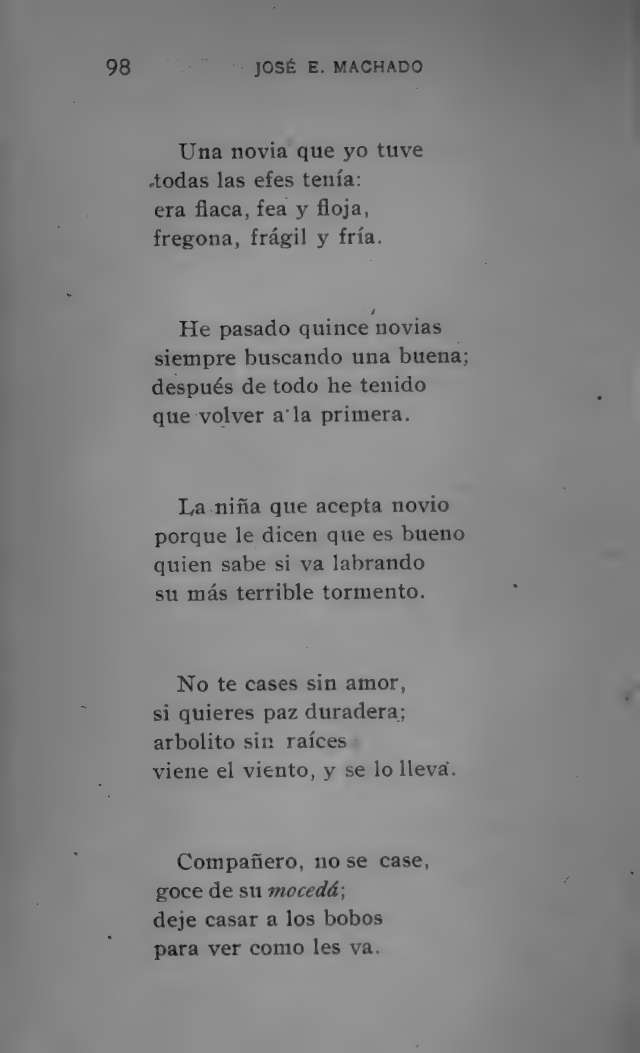 98 JOSÉ E. MACHADO
Una novia que yo tuve
todas las efes tenía:
era flaca, fea y floja,
fregona, frágil y fría.
He pasado quince novias
siempre buscando una buena;
después de todo he tenido
que volver a la primera.
La niña que acepta novio
porque le dicen que es bueno
quien sabe si va labrando
su más terrible tormento.
No te cases sin amor,
si quieres paz duradera;
arbolito sin raíces
viene el viento, y se lo lleva.
Compañero, no se case,
goce de su mocedá;
deje casar a los bobos
para ver como les va.